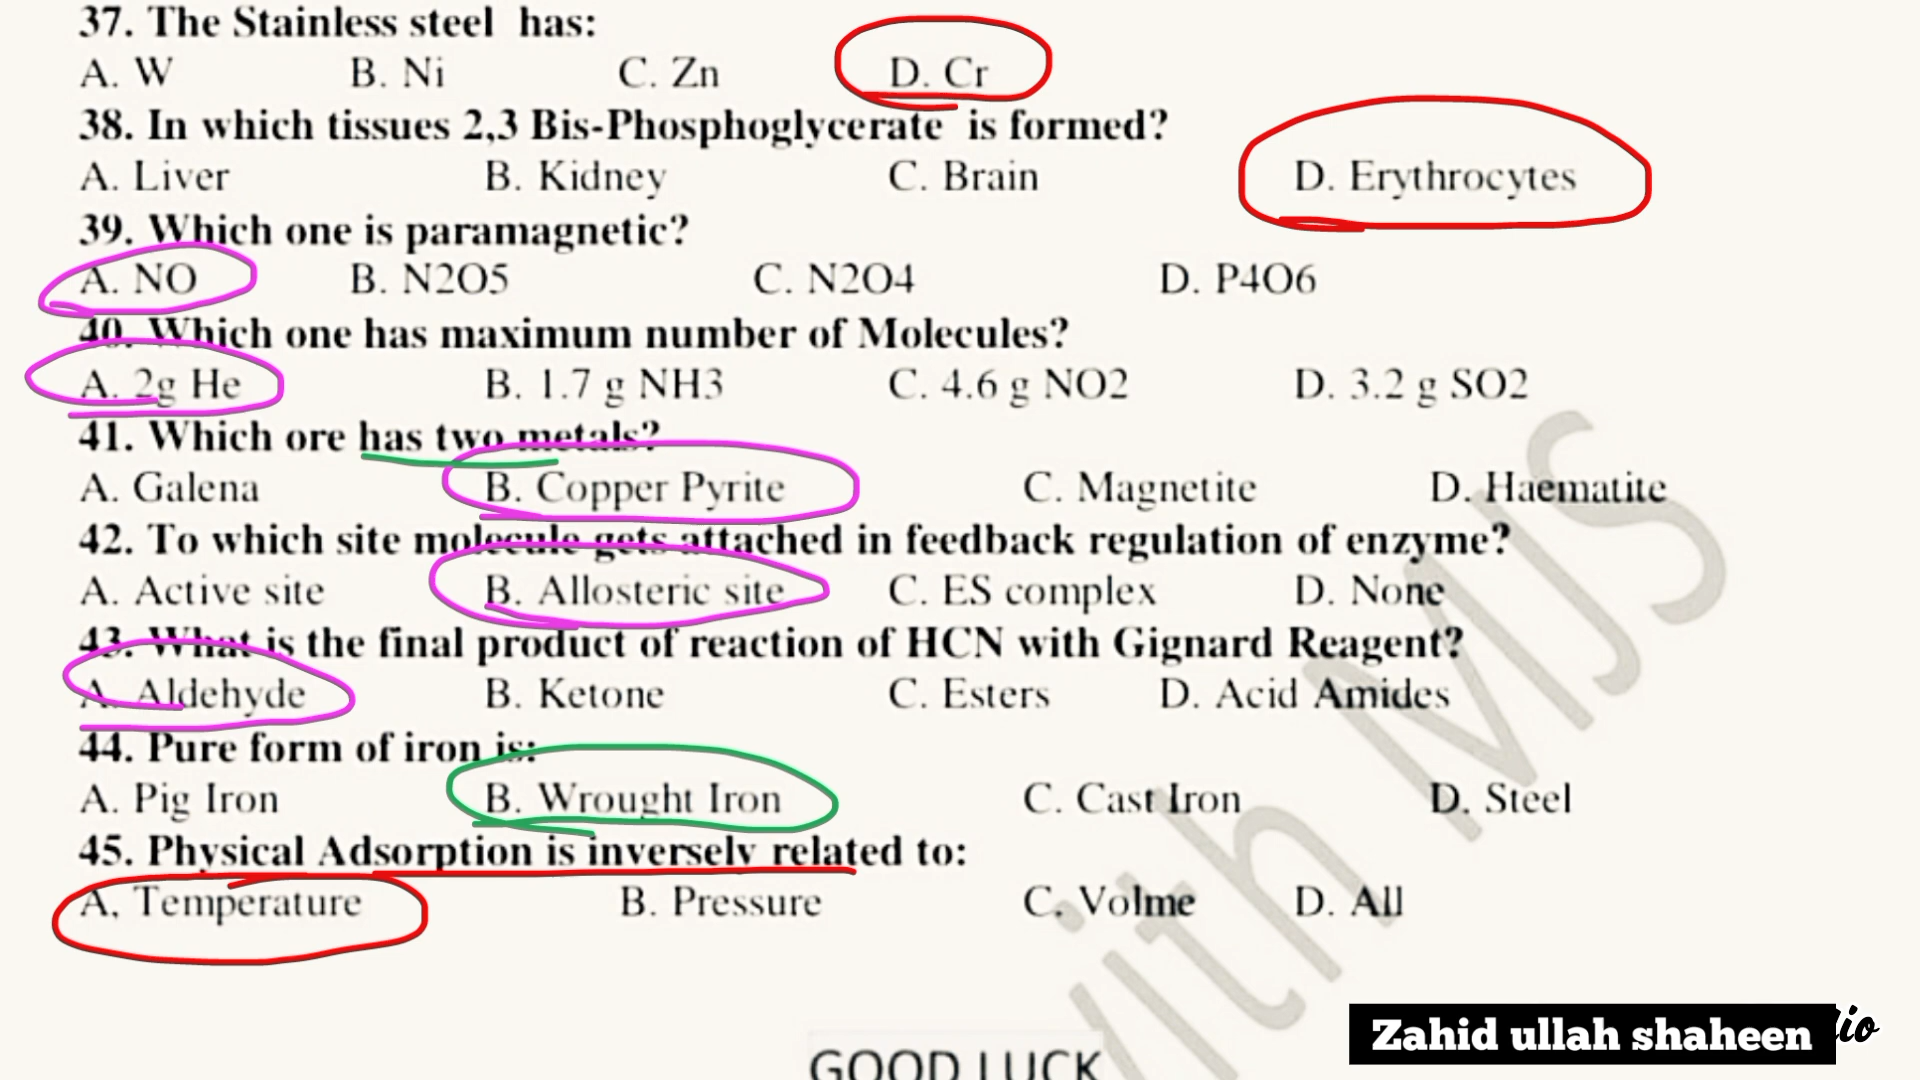 37. The Stainless steel has:
A. W B. Ni C. Zn D. Cr
38. In which tissues 2,3 Bis-Phosphoglycerate is formed?
A. Liver B. Kidney C. Brain D. Erythrocytes
39. Which one is paramagnetic?
A. NO B. N2O5 C. N2O4 D. P4O6
40. Which one has maximum number of Molecules?
A. 2g He B. 1.7 g NH3 C. 4.6 g NO2 D. 3.2 g SO2
41. Which ore has two metals?
A. Galena B. Copper Pyrite C. Magnetite D. Haematite
42. To which site molecule gets attached in feedback regulation of enzyme?
A. Active site B. Allosteric site C. ES complex D. None
43. What is the final product of reaction of HCN with Gignard Reagent?
A. Aldehyde B. Ketone C. Esters D. Acid Amides
44. Pure form of iron is:
A. Pig Iron B. Wrought Iron C. Cast Iron D. Steel
45. Physical Adsorption is inversely related to:
A, Temperature B. Pressure C. Volme D. All
with MJS
GOOD LUCK
Zahid ullah shaheen